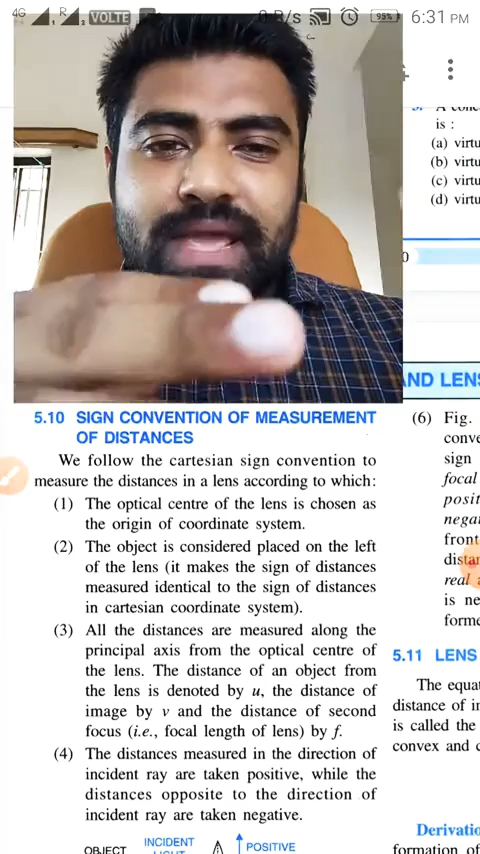 4G R VOLTE 0 B/s 95% 6:31 PM
is :
(a) virtu
(b) virtu
(c) virtu
(d) virtu
0
AND LENS
5.10 SIGN CONVENTION OF MEASUREMENT
OF DISTANCES
We follow the cartesian sign convention to
measure the distances in a lens according to which:
(1) The optical centre of the lens is chosen as
the origin of coordinate system.
(2) The object is considered placed on the left
of the lens (it makes the sign of distances
measured identical to the sign of distances
in cartesian coordinate system).
(3) All the distances are measured along the
principal axis from the optical centre of
the lens. The distance of an object from
the lens is denoted by u, the distance of
image by v and the distance of second
focus (i.e., focal length of lens) by f.
(4) The distances measured in the direction of
incident ray are taken positive, while the
distances opposite to the direction of
incident ray are taken negative.
OBJECT INCIDENT POSITIVE
(6) Fig.
conve
sign
focal
posit
nega
front
distan
real
is ne
forme
5.11 LENS
The equa
distance of in
is called the
convex and c
Derivatio
formation of